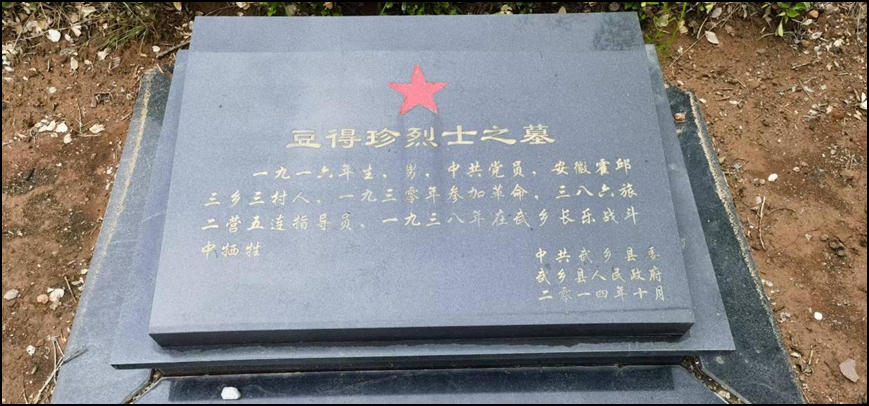 豆得珍烈士之墓
一九一六年生，男，中共党员，安徽霍邱
三乡三村人，一九三零年参加革命，三八六旅
二营五连指导员，一九三八年在武乡长乐战斗
中牺牲
中共武乡县委
武乡县人民政府
二零一四年十月